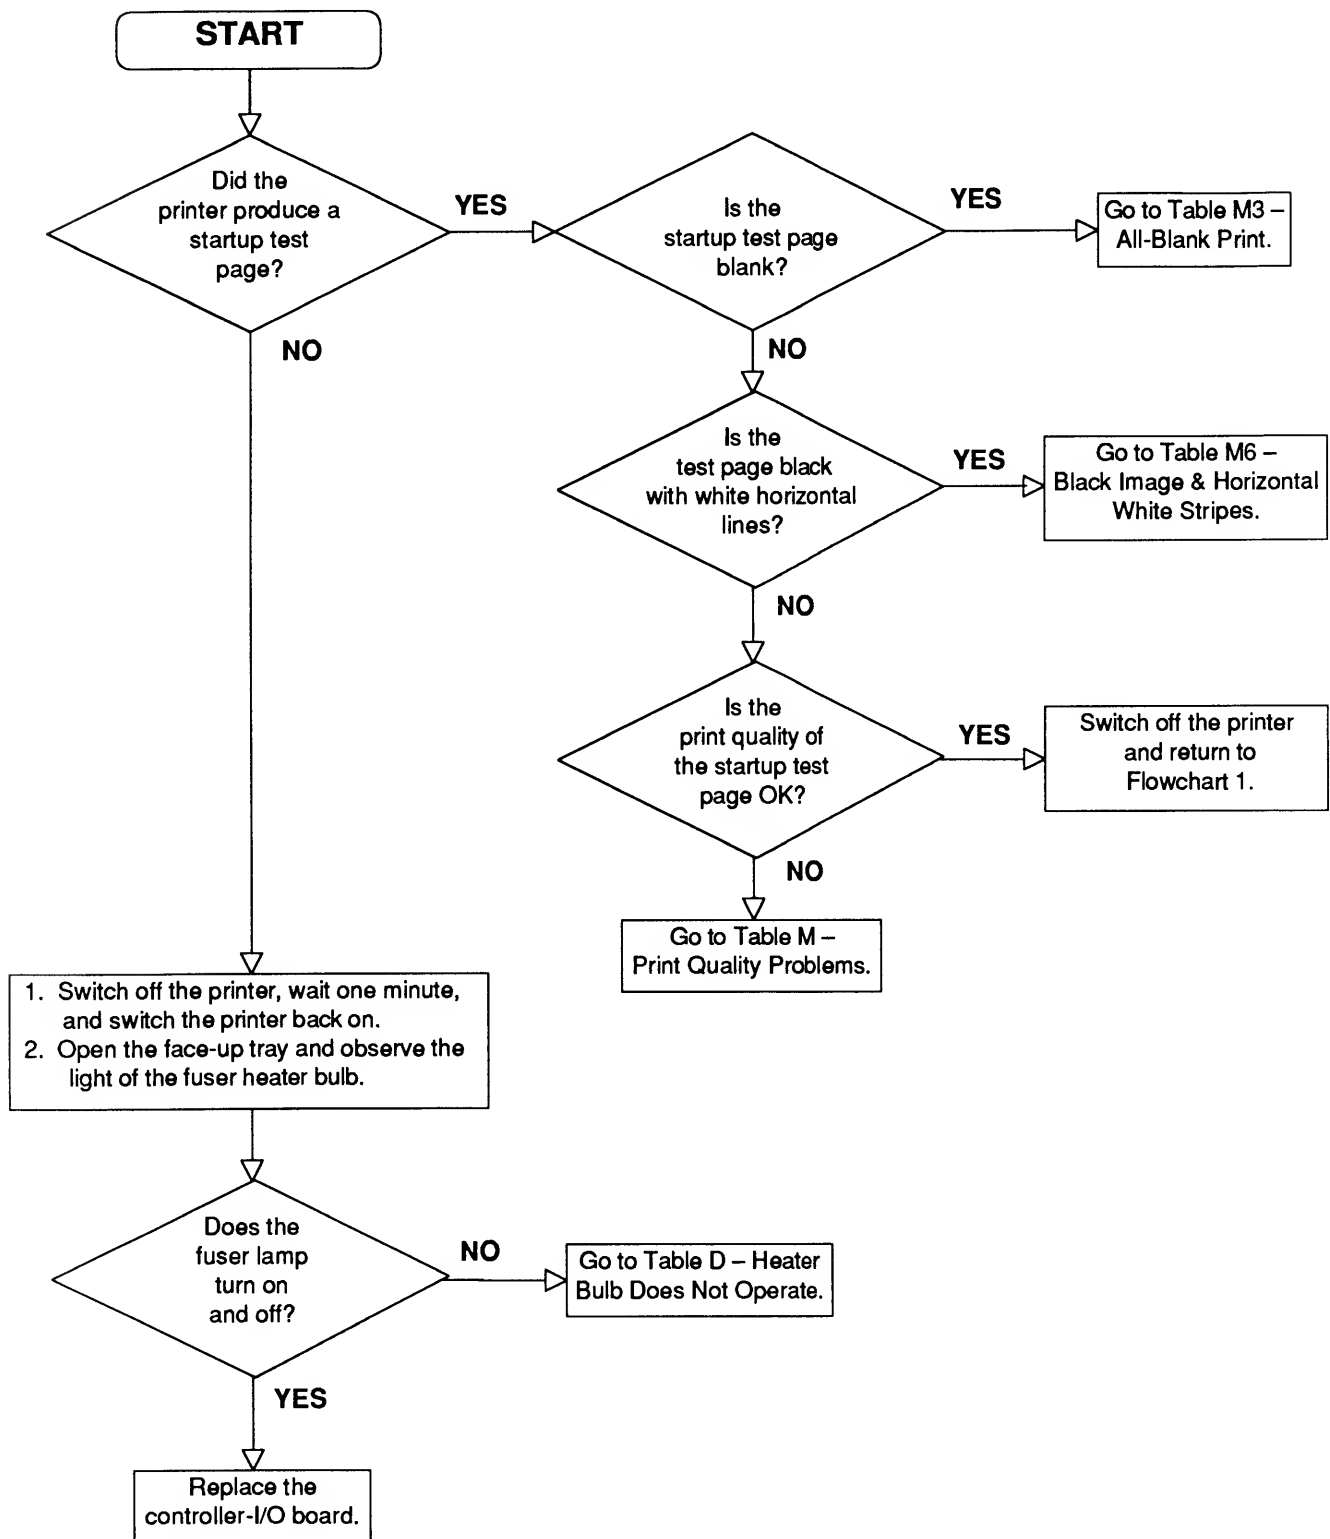 START
Did the
printer produce a
startup test
page?
YES
Is the
startup test page
blank?
YES
Go to Table M3 –
All-Blank Print.
NO
NO
Is the
test page black
with white horizontal
lines?
YES
Go to Table M6 –
Black Image & Horizontal
White Stripes.
NO
Is the
print quality of
the startup test
page OK?
YES
Switch off the printer
and return to
Flowchart 1.
NO
Go to Table M –
Print Quality Problems.
1. Switch off the printer, wait one minute,
and switch the printer back on.
2. Open the face-up tray and observe the
light of the fuser heater bulb.
Does the
fuser lamp
turn on
and off?
NO
Go to Table D – Heater
Bulb Does Not Operate.
YES
Replace the
controller-I/O board.